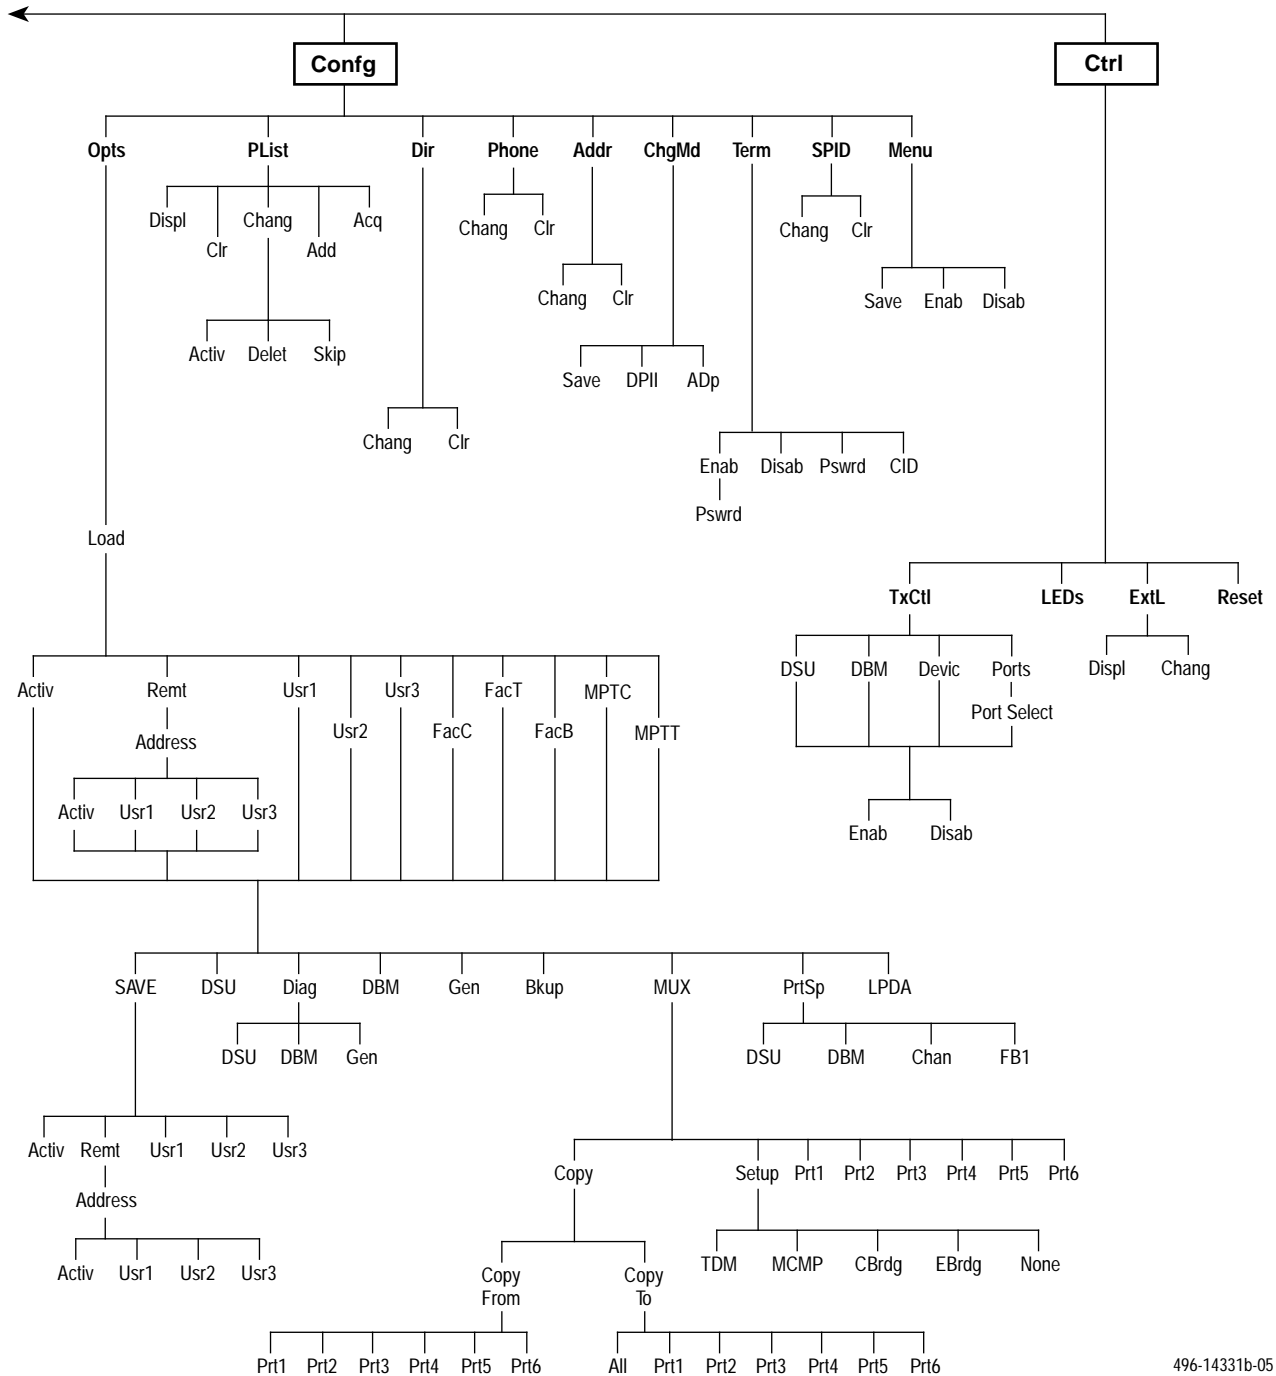 Confg
Ctrl
Opts PList Dir Phone Addr ChgMd Term SPID Menu
Displ Chang Acq
Clr Add
Chang Clr
Chang Clr
Chang Clr
Save Enab Disab
Activ Delet Skip
Save DPII ADp
Chang Clr
Enab Disab Pswrd CID
Pswrd
Load
TxCtl LEDs ExtL Reset
DSU DBM Devic Ports
Displ Chang
Port Select
Enab Disab
Activ Remt Usr1 Usr3 FacT MPTC
Usr2 FacC FacB MPTT
Address
Activ Usr1 Usr2 Usr3
SAVE DSU Diag DBM Gen Bkup MUX PrtSp LPDA
DSU DBM Gen
DSU DBM Chan FB1
Activ Remt Usr1 Usr2 Usr3
Address
Activ Usr1 Usr2 Usr3
Copy Setup Prt1 Prt2 Prt3 Prt4 Prt5 Prt6
TDM MCMP CBrdg EBrdg None
Copy
From
Copy
To
Prt1 Prt2 Prt3 Prt4 Prt5 Prt6
All Prt1 Prt2 Prt3 Prt4 Prt5 Prt6
496-14331b-05